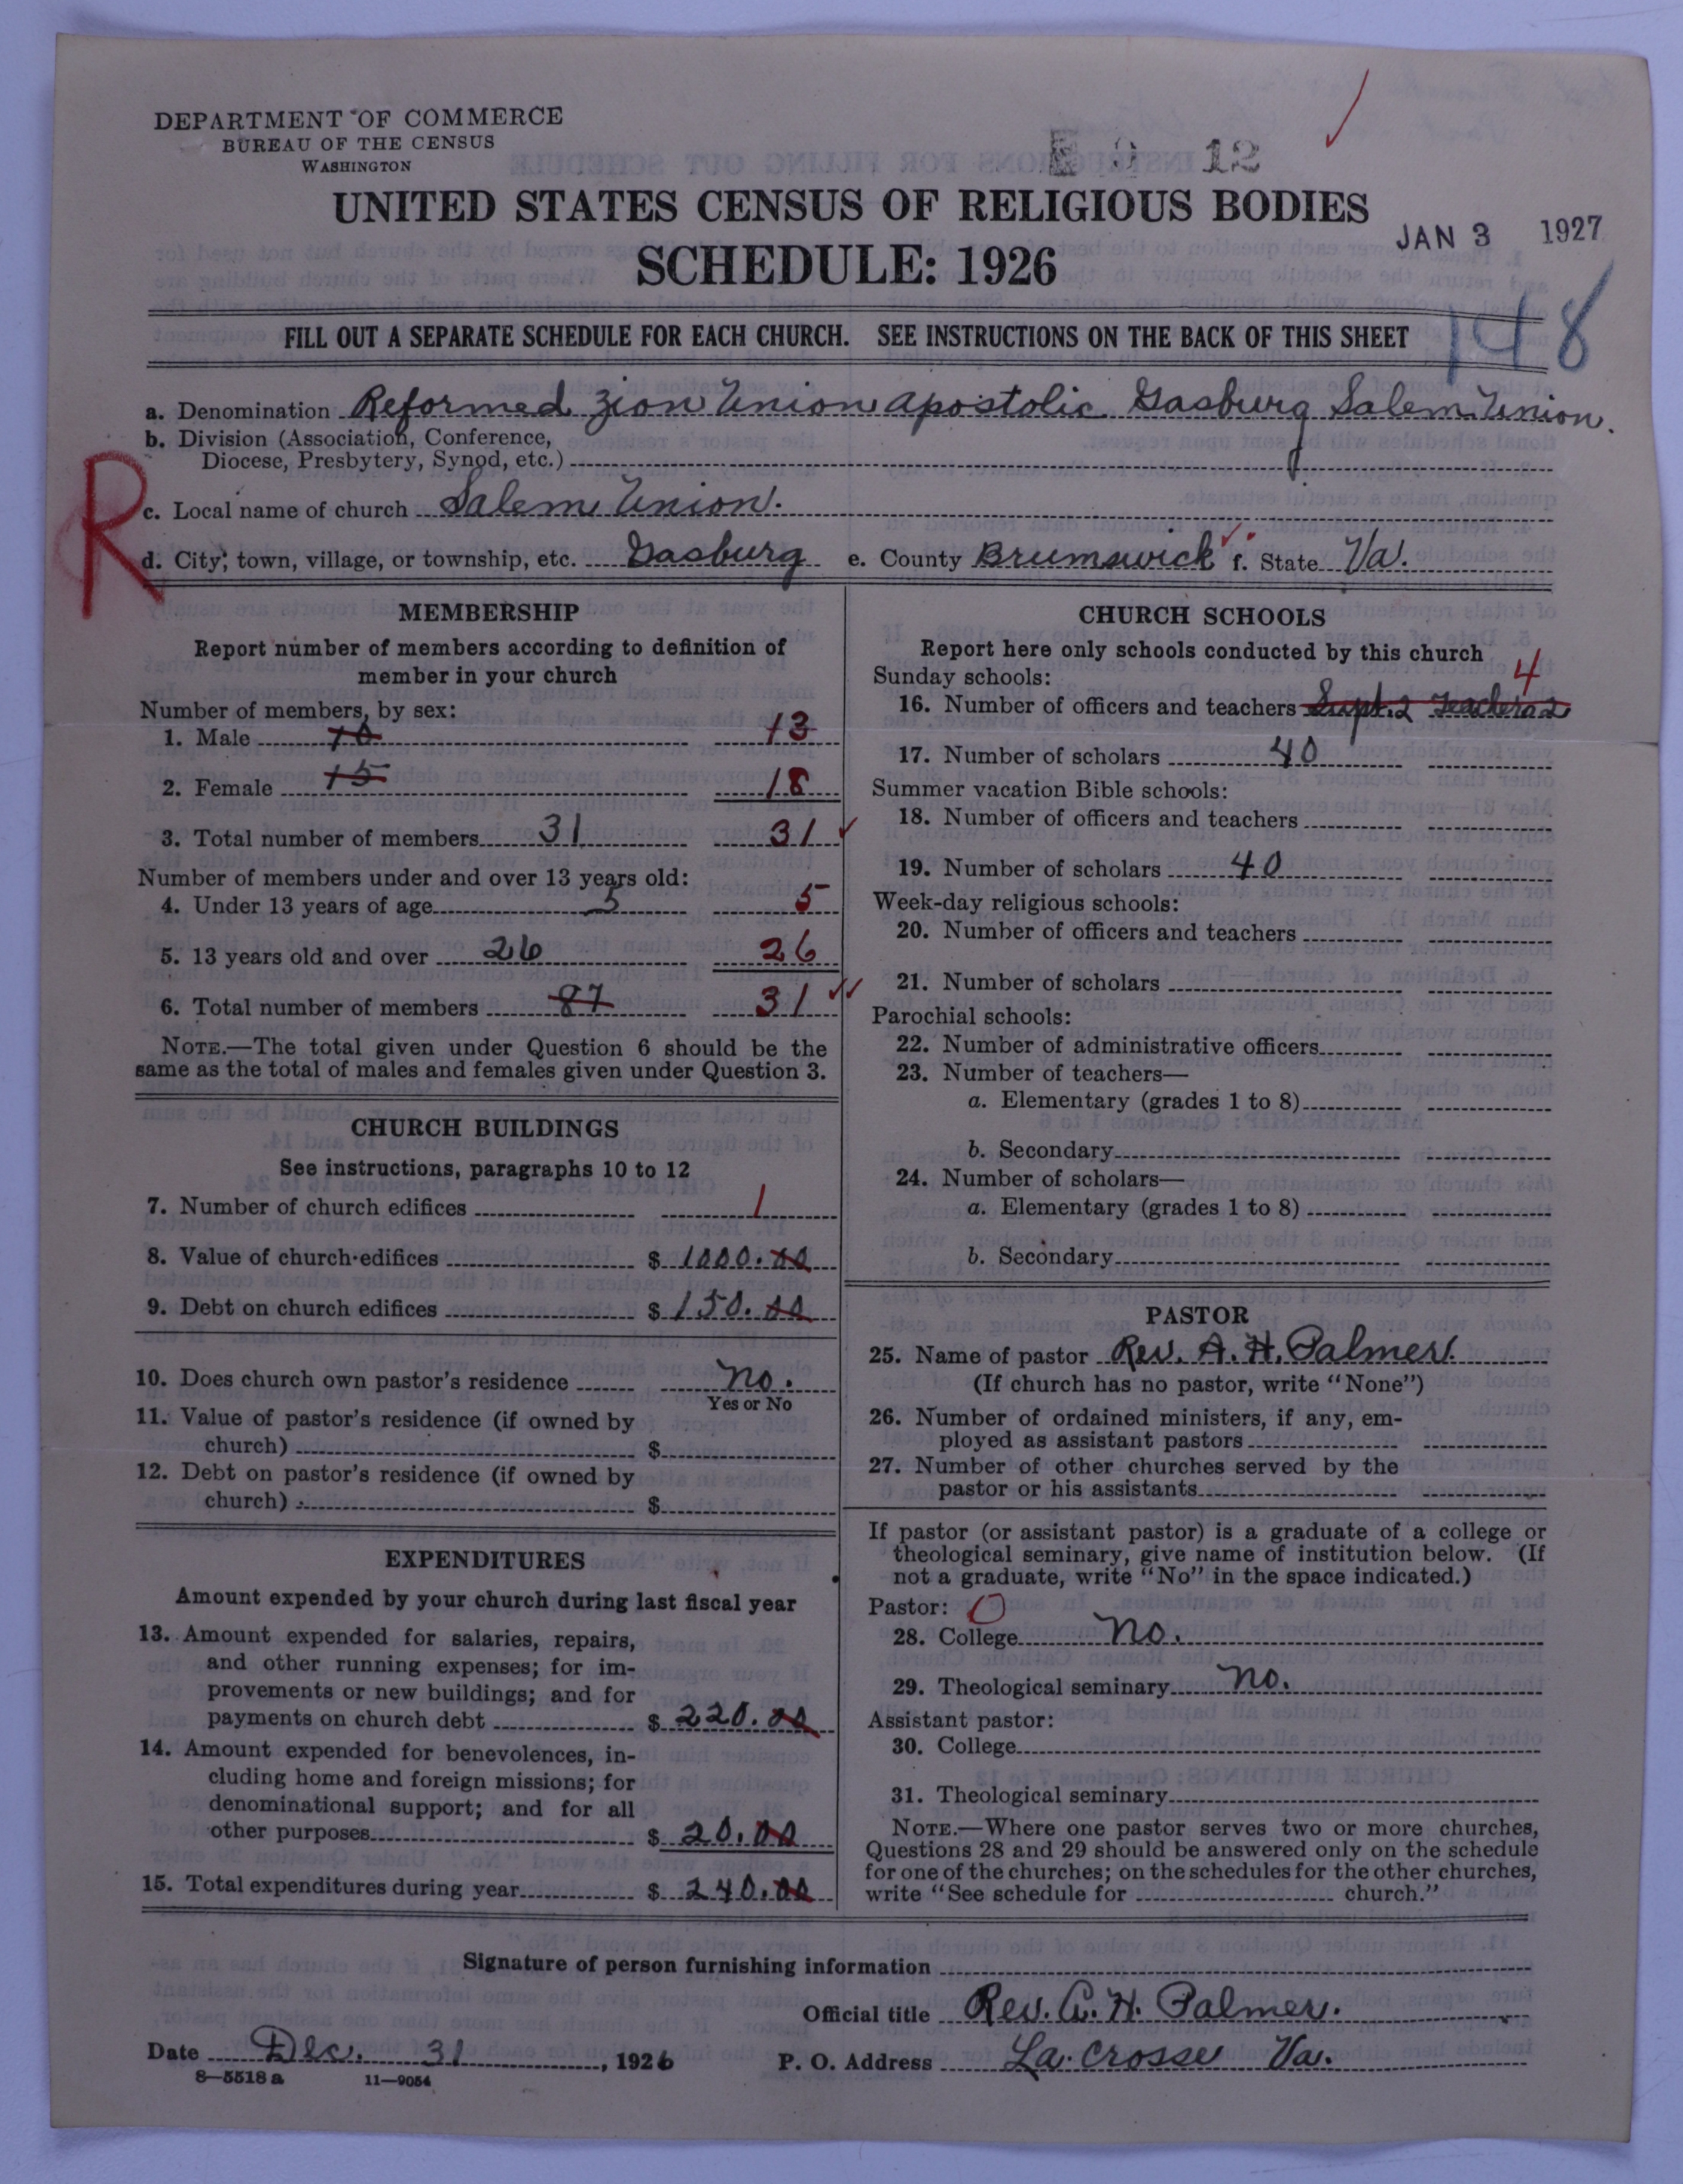 DEPARTMENT OF COMMERCE
BUREAU OF THE CENSUS
WASHINGTON
12
UNITED STATES CENSUS OF RELIGIOUS BODIES
SCHEDULE: 1926
JAN 3 1927
148
FILL OUT A SEPARATE SCHEDULE FOR EACH CHURCH. SEE INSTRUCTIONS ON THE BACK OF THIS SHEET
a. Denomination Reformed Zion Union apostolic Gasburg Salem Union.
b. Division (Association, Conference,
Diocese, Presbytery, Synod, etc.)
R
c. Local name of church Salem Union.
d. City, town, village, or township, etc. Gasburg e. County Brumswick f. State Va.
MEMBERSHIP
Report number of members according to definition of
member in your church
Number of members, by sex:
1. Male 13
2. Female 15 18
3. Total number of members 31 31
Number of members under and over 13 years old:
4. Under 13 years of age 5 5
5. 13 years old and over 26 26
6. Total number of members 87 31
NOTE.—The total given under Question 6 should be the
same as the total of males and females given under Question 3.
CHURCH BUILDINGS
See instructions, paragraphs 10 to 12
7. Number of church edifices 1
8. Value of church edifices $ 1000.00
9. Debt on church edifices $ 150.00
10. Does church own pastor's residence no.
Yes or No
11. Value of pastor's residence (if owned by
church) $
12. Debt on pastor's residence (if owned by
church) $
EXPENDITURES
Amount expended by your church during last fiscal year
13. Amount expended for salaries, repairs,
and other running expenses; for im-
provements or new buildings; and for
payments on church debt $ 220.00
14. Amount expended for benevolences, in-
cluding home and foreign missions; for
denominational support; and for all
other purposes $ 20.00
15. Total expenditures during year $ 240.00
CHURCH SCHOOLS
Report here only schools conducted by this church
Sunday schools: 4
16. Number of officers and teachers Supt. 2 Teachers 2
17. Number of scholars 40
Summer vacation Bible schools:
18. Number of officers and teachers
19. Number of scholars 40
Week-day religious schools:
20. Number of officers and teachers
21. Number of scholars
Parochial schools:
22. Number of administrative officers
23. Number of teachers—
a. Elementary (grades 1 to 8)
b. Secondary
24. Number of scholars—
a. Elementary (grades 1 to 8)
b. Secondary
PASTOR
25. Name of pastor Rev. A. H. Palmer.
(If church has no pastor, write "None")
26. Number of ordained ministers, if any, em-
ployed as assistant pastors
27. Number of other churches served by the
pastor or his assistants
If pastor (or assistant pastor) is a graduate of a college or
theological seminary, give name of institution below. (If
not a graduate, write "No" in the space indicated.)
Pastor: 0
28. College no.
29. Theological seminary no.
Assistant pastor:
30. College
31. Theological seminary
NOTE.—Where one pastor serves two or more churches,
Questions 28 and 29 should be answered only on the schedule
for one of the churches; on the schedules for the other churches,
write "See schedule for church."
Signature of person furnishing information
Official title Rev. A. H. Palmer.
Date Dec. 31, 1926 P. O. Address La Crosse Va.
8—5518 a 11—9054